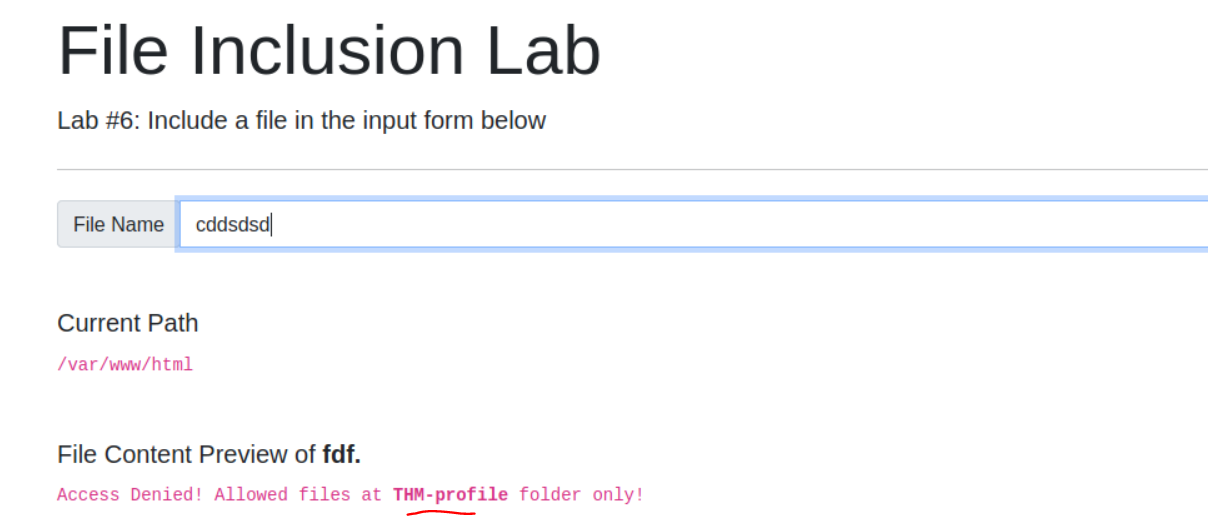 File Inclusion Lab
Lab #6: Include a file in the input form below
File Name cddsdsd
Current Path
/var/www/html
File Content Preview of fdf.
Access Denied! Allowed files at THM-profile folder only!